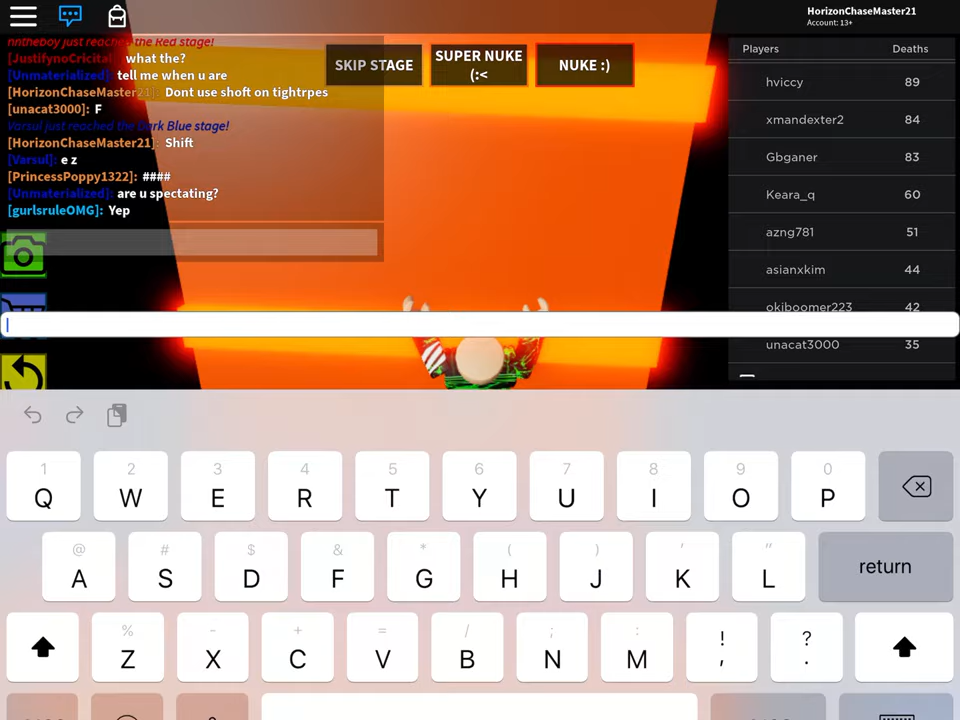 HorizonChaseMaster21
Account: 13+
nntheboy just reached the Red stage!
[JustifynoCricital]: what the?
[Unmaterialized]: tell me when u are
[HorizonChaseMaster21]: Dont use shoft on tightrpes
[unacat3000]: F
Varsul just reached the Dark Blue stage!
[HorizonChaseMaster21]: Shift
[Varsul]: e z
[PrincessPoppy1322]: ####
[Unmaterialized]: are u spectating?
[gurlsruleOMG]: Yep
SKIP STAGE
SUPER NUKE
(:<
NUKE :)
Players Deaths
hviccy 89
xmandexter2 84
Gbganer 83
Keara_q 60
azng781 51
asianxkim 44
okiboomer223 42
unacat3000 35
1 2 3 4 5 6 7 8 9 0
Q W E R T Y U I O P
@ # $ & * ( ) ' "
A S D F G H J K L return
% - + = / ; : ! ?
Z X C V B N M , .